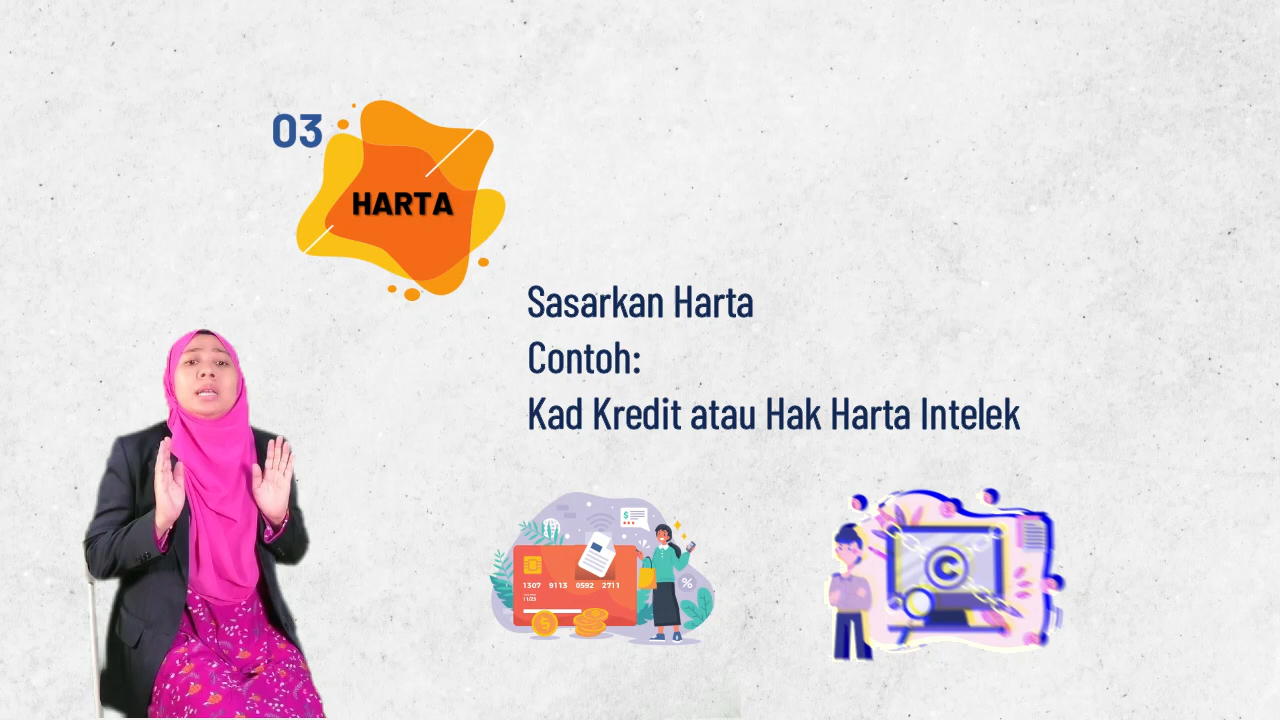 03
HARTA
Sasarkan Harta
Contoh:
Kad Kredit atau Hak Harta Intelek
$
1307 9113 0592 2711
%
$
C